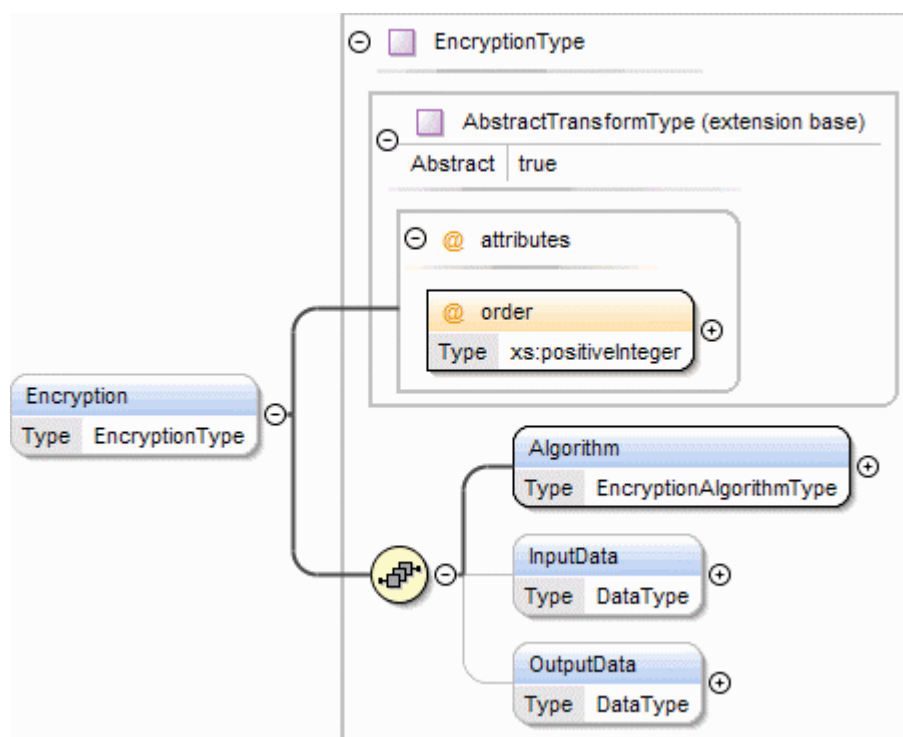 EncryptionType
AbstractTransformType (extension base)
Abstract true
@ attributes
@ order
Type xs:positiveInteger
Encryption
Type EncryptionType
Algorithm
Type EncryptionAlgorithmType
InputData
Type DataType
OutputData
Type DataType